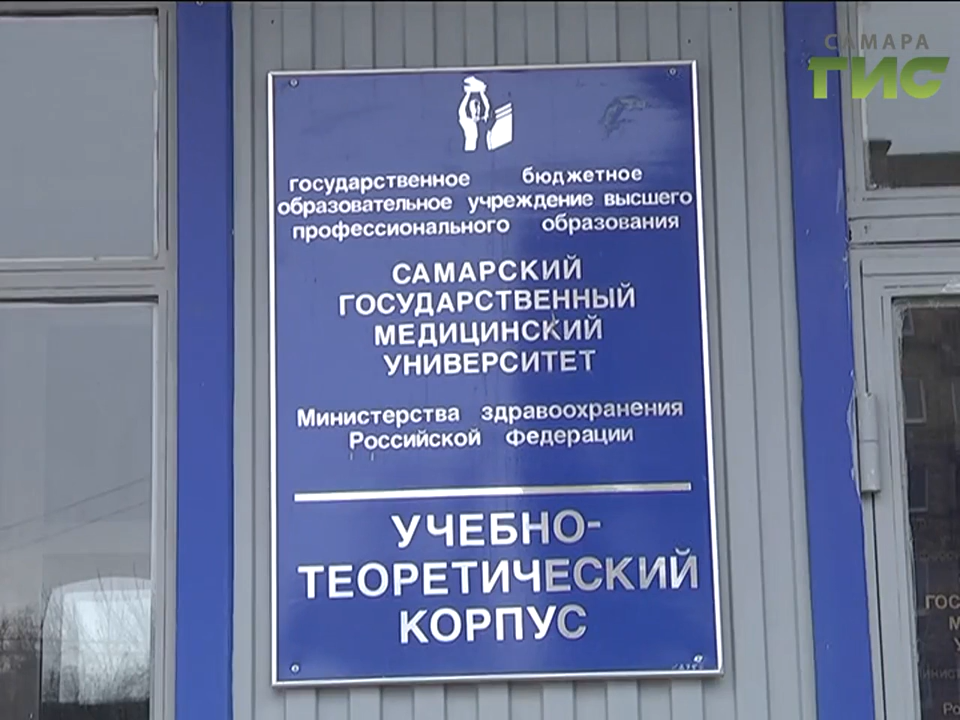 САМАРА
ГИС
государственное бюджетное
образовательное учреждение высшего
профессионального образования
САМАРСКИЙ
ГОСУДАРСТВЕННЫЙ
МЕДИЦИНСКИЙ
УНИВЕРСИТЕТ
Министерства здравоохранения
Российской Федерации
УЧЕБНО-
ТЕОРЕТИЧЕСКИЙ
КОРПУС